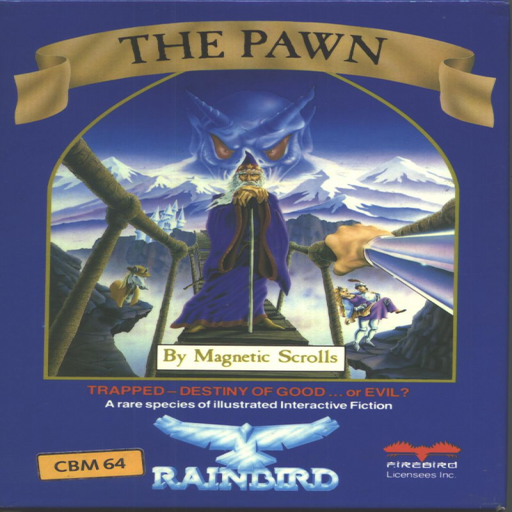 THE PAWN
By Magnetic Scrolls
TRAPPED – DESTINY OF GOOD ... or EVIL?
A rare species of illustrated Interactive Fiction
CBM 64
RAINBIRD
FIREBIRD
Licensees Inc.